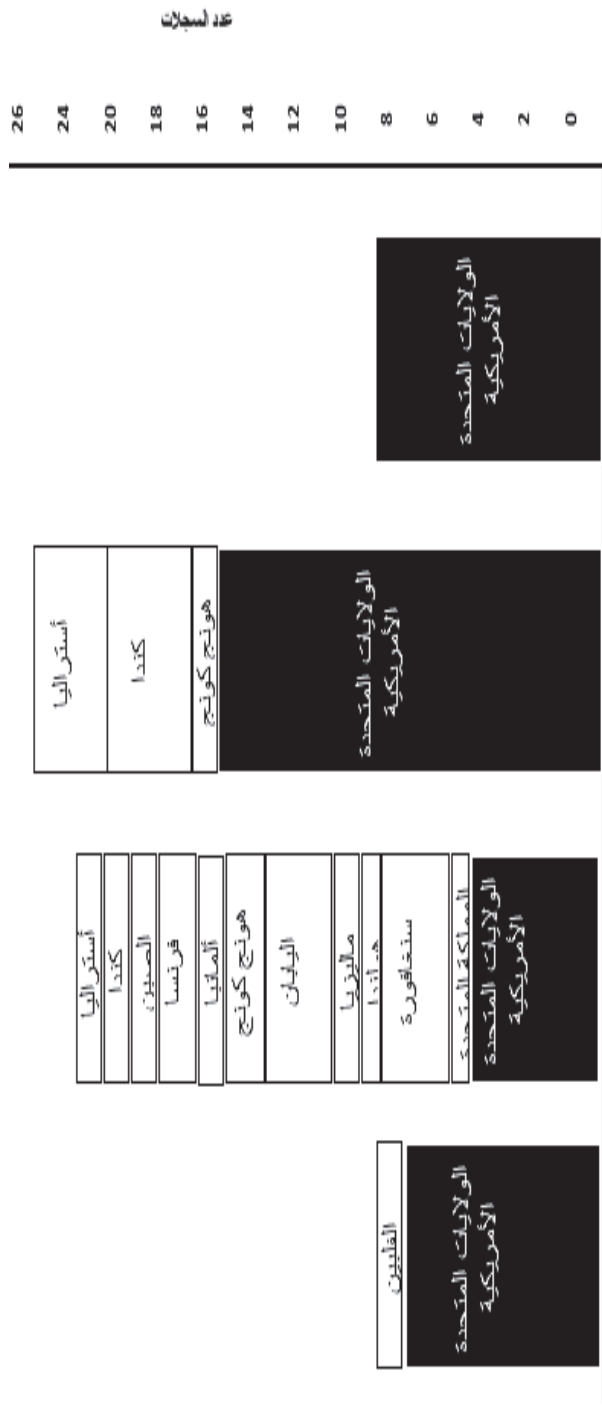 عدد السجلات
26
24
20
18
16
14
12
10
8
6
4
2
0
الولايات المتحدة
الأمريكية
أستراليا
كندا
هونج كونج
الولايات المتحدة
الأمريكية
أستراليا
كندا
الصين
فرنسا
ألمانيا
هونج كونج
اليابان
ماليزيا
هولندا
سنغافورة
المملكة المتحدة
الولايات المتحدة
الأمريكية
الفلبين
الولايات المتحدة
الأمريكية